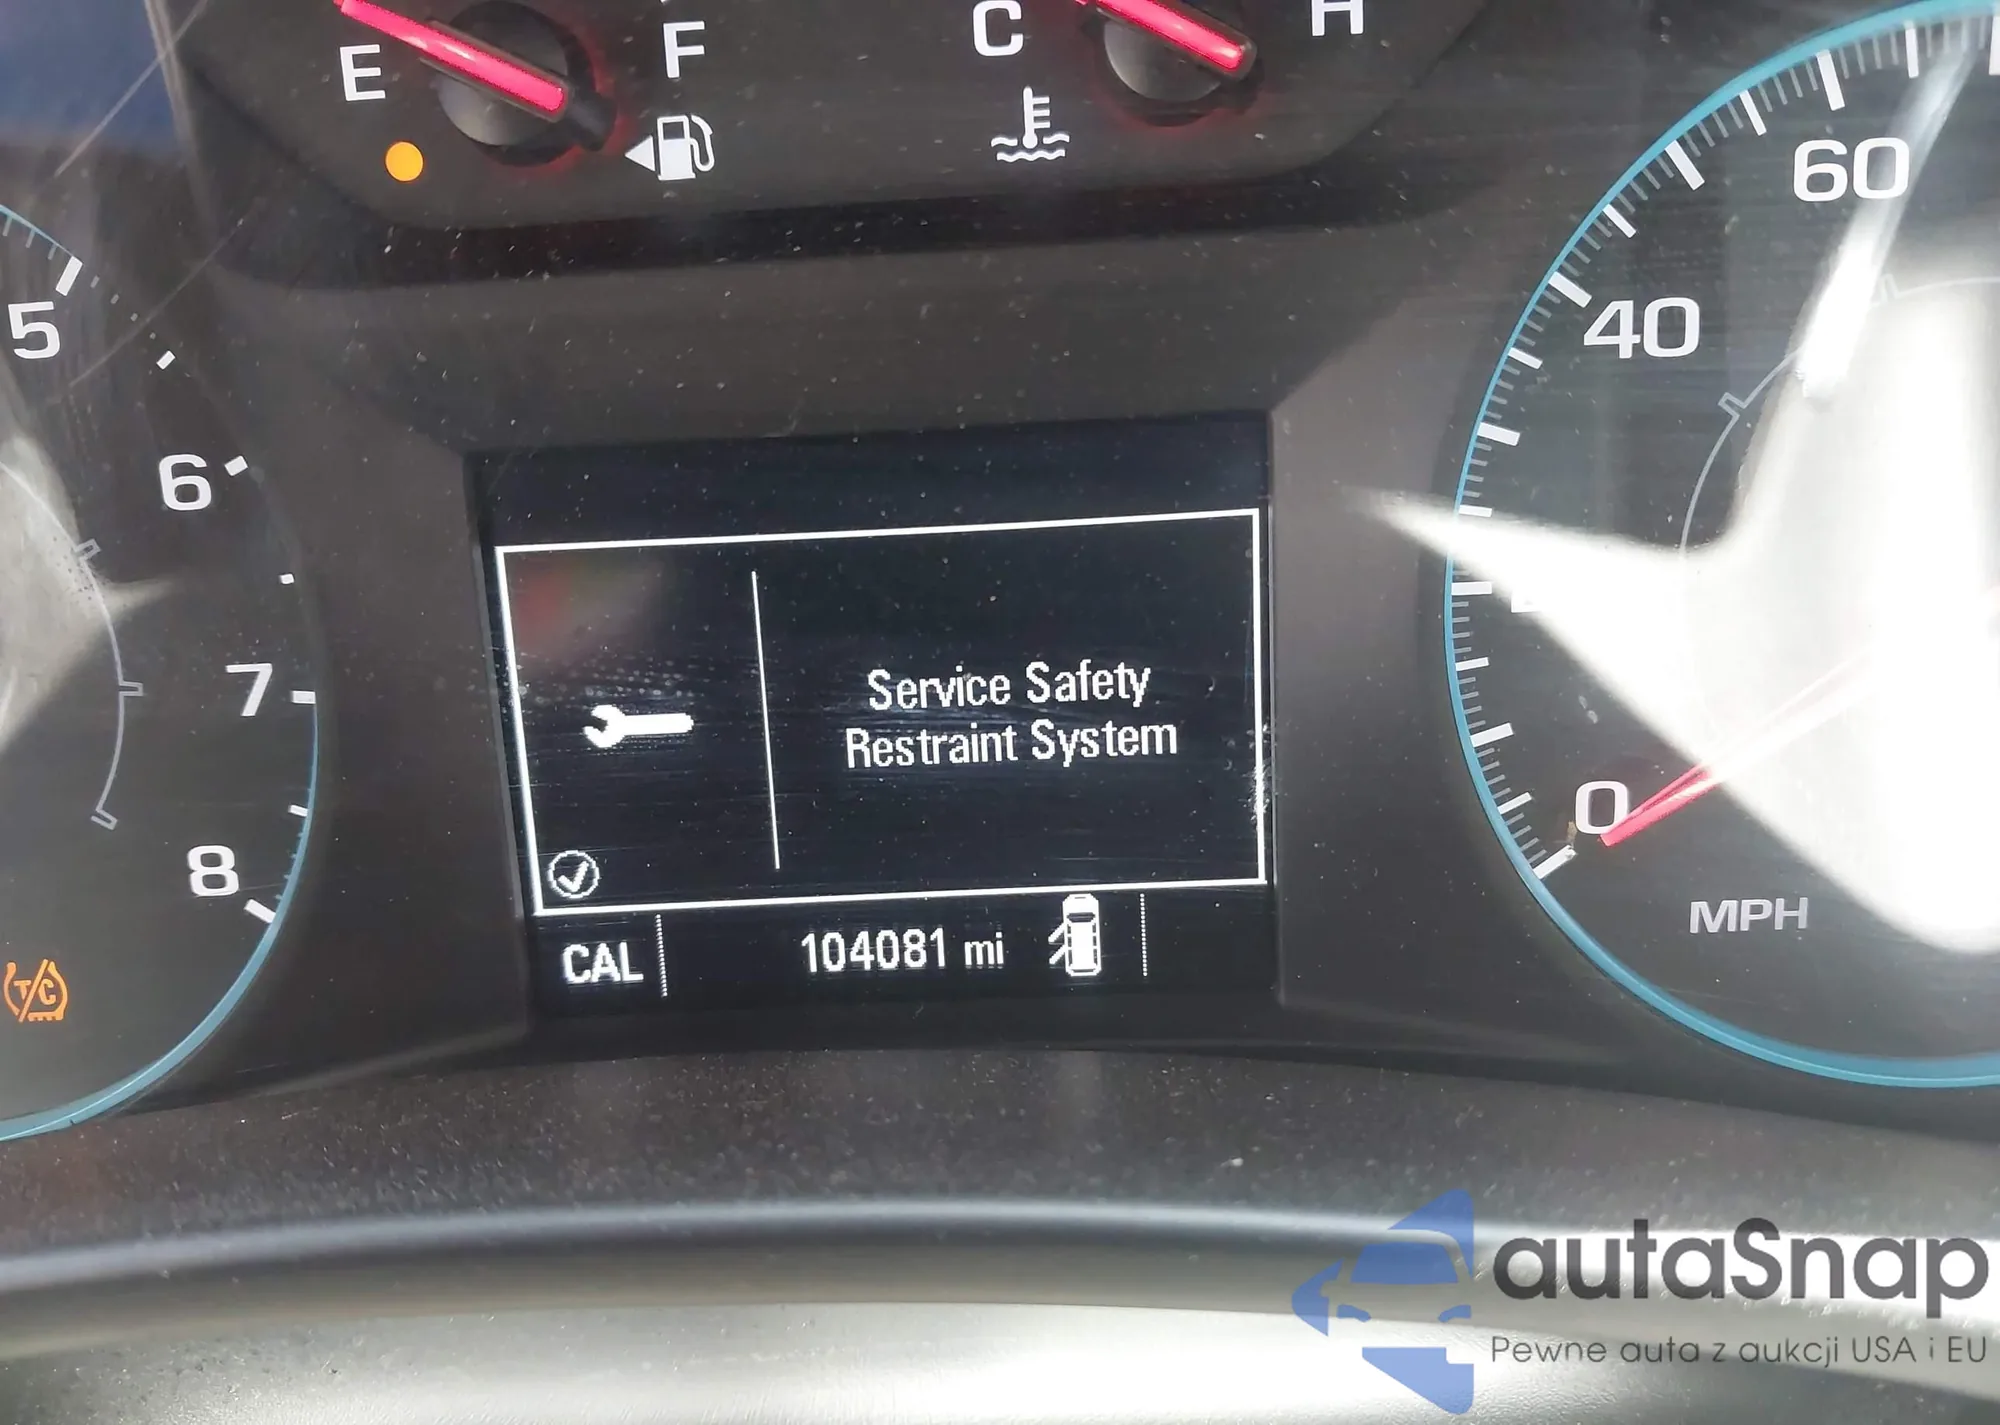 E
F
C
H
60
40
5
6
7
8
Service Safety
Restraint System
0
MPH
CAL
104081 mi
TC
autaSnap
Pewne auta z aukcji USA i EU